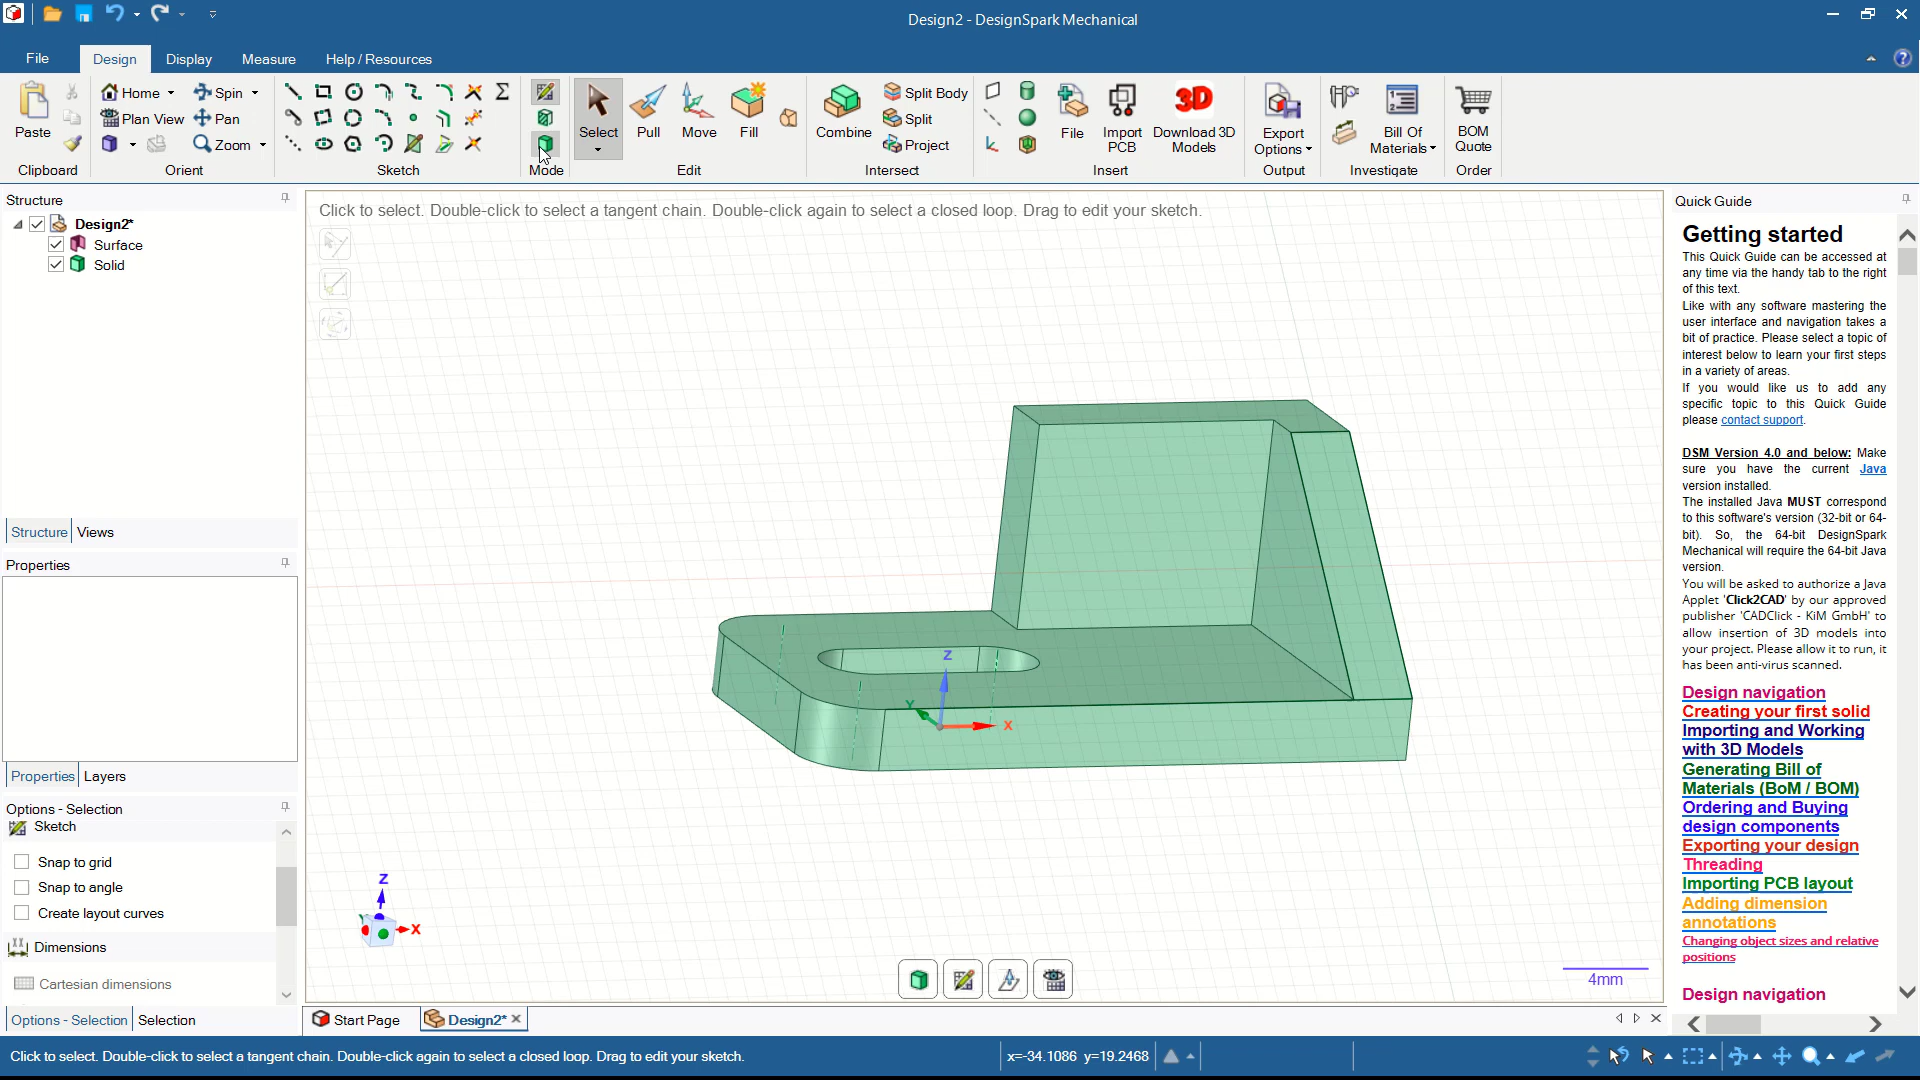 Design2 - DesignSpark Mechanical
File
Design
Display
Measure
Help / Resources
Paste
Home
Spin
Plan View
Pan
Zoom
Select
Pull
Move
Fill
Combine
Split Body
Split
Project
File
Import PCB
Download 3D Models
3D
Export Options
Bill Of Materials
BOM Quote
Clipboard
Orient
Sketch
Mode
Edit
Intersect
Insert
Output
Investigate
Order
Structure
Design2*
Surface
Solid
Structure
Views
Properties
Properties
Layers
Options - Selection
Sketch
Snap to grid
Snap to angle
Create layout curves
Dimensions
Cartesian dimensions
Options - Selection
Selection
Click to select. Double-click to select a tangent chain. Double-click again to select a closed loop. Drag to edit your sketch.
Z
Y
X
Z
Y
X
4mm
Start Page
Design2*
Quick Guide
Getting started
This Quick Guide can be accessed at
any time via the handy tab to the right
of this text.
Like with any software mastering the
user interface and navigation takes a
bit of practice. Please select a topic of
interest below to learn your first steps
in a variety of areas.
If you would like us to add any
specific topic to this Quick Guide
please contact support.
DSM Version 4.0 and below: Make
sure you have the current Java
version installed.
The installed Java MUST correspond
to this software's version (32-bit or 64-
bit). So, the 64-bit DesignSpark
Mechanical will require the 64-bit Java
version.
You will be asked to authorize a Java
Applet 'Click2CAD' by our approved
publisher 'CADClick - KiM GmbH' to
allow insertion of 3D models into
your project. Please allow it to run, it
has been anti-virus scanned.
Design navigation
Creating your first solid
Importing and Working
with 3D Models
Generating Bill of
Materials (BoM / BOM)
Ordering and Buying
design components
Exporting your design
Threading
Importing PCB layout
Adding dimension
annotations
Changing object sizes and relative
positions
Design navigation
Click to select. Double-click to select a tangent chain. Double-click again to select a closed loop. Drag to edit your sketch.
x=-34.1086 y=19.2468